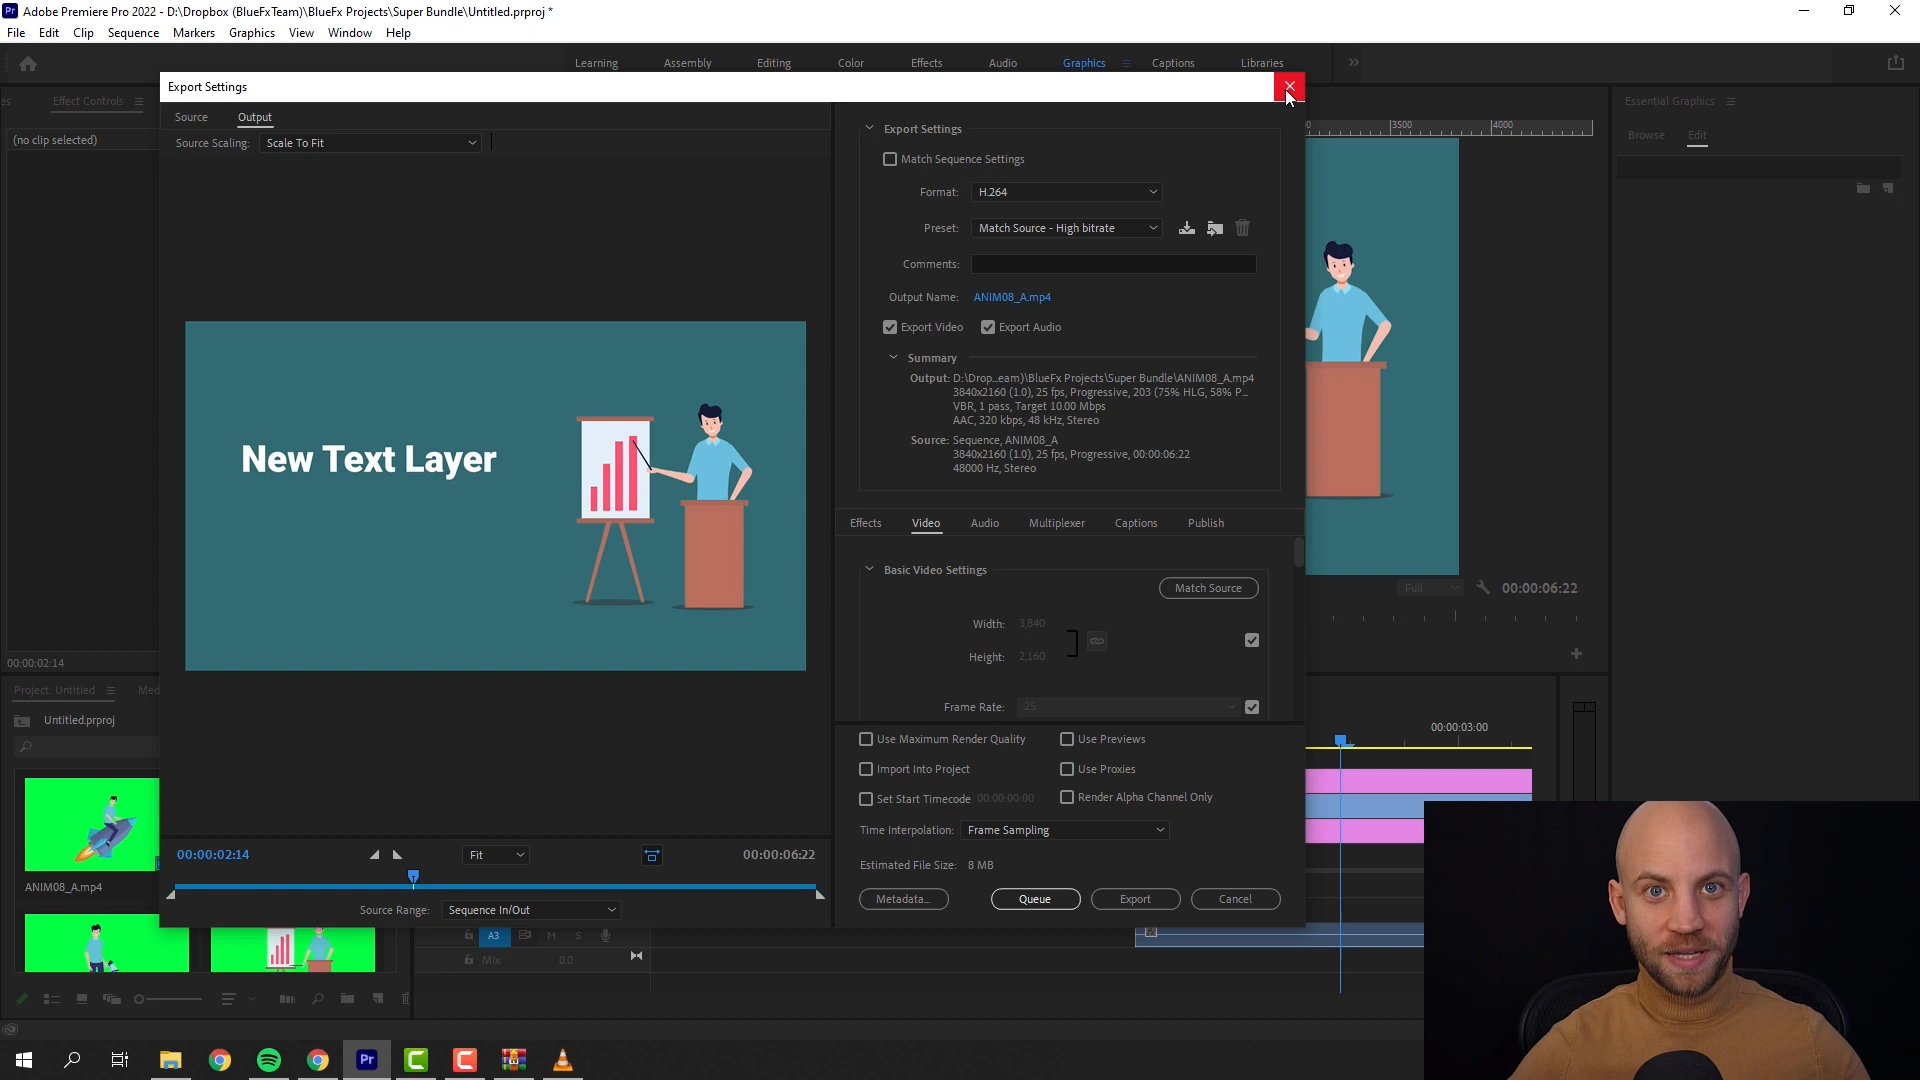 Pr Adobe Premiere Pro 2022 - D:\Dropbox (BlueFxTeam)\BlueFx Projects\Super Bundle\Untitled.prproj *
File Edit Clip Sequence Markers Graphics View Window Help
Learning Assembly Editing Color Effects Audio Graphics Captions Libraries
Export Settings
Effect Controls
(no clip selected)
Source Output
Source Scaling: Scale To Fit
New Text Layer
Export Settings
Match Sequence Settings
Format: H.264
Preset: Match Source - High bitrate
Comments:
Output Name: ANIM08_A.mp4
Export Video Export Audio
Summary
Output: D:\Drop...eam)\BlueFx Projects\Super Bundle\ANIM08_A.mp4
3840x2160 (1.0), 25 fps, Progressive, 203 (75% HLG, 58% P...
VBR, 1 pass, Target 10.00 Mbps
AAC, 320 kbps, 48 kHz, Stereo
Source: Sequence, ANIM08_A
3840x2160 (1.0), 25 fps, Progressive, 00:00:06:22
48000 Hz, Stereo
Effects Video Audio Multiplexer Captions Publish
Basic Video Settings
Match Source
Width: 3,840
Height: 2,160
Frame Rate: 25
Use Maximum Render Quality Use Previews
Import Into Project Use Proxies
Set Start Timecode 00:00:00:00 Render Alpha Channel Only
Time Interpolation: Frame Sampling
Estimated File Size: 8 MB
Metadata... Queue Export Cancel
00:00:02:14 Fit 00:00:06:22
Source Range: Sequence In/Out
3500 4000
Essential Graphics
Browse Edit
Full 00:00:06:22
00:00:03:00
00:00:02:14
Project: Untitled
Untitled.prproj
ANIM08_A.mp4
A3 M S
Mix 0.0
Pr